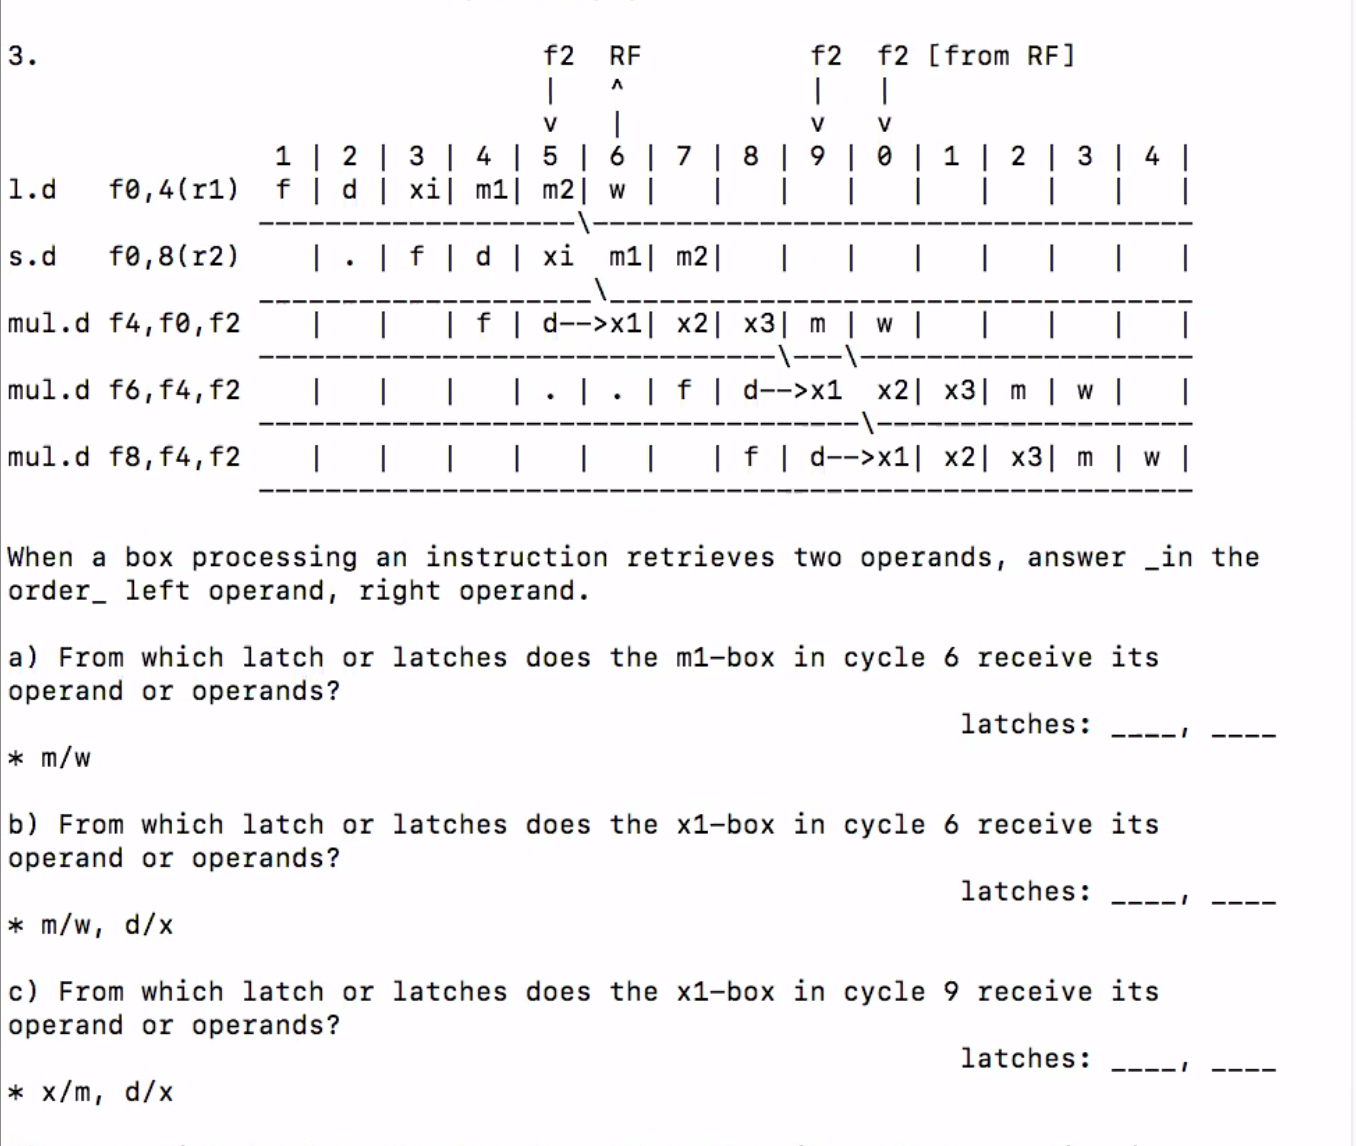 3.                              f2  RF          f2  f2 [from RF]
                                |   ^           |   |
                                v   |           v   v
                1 | 2 | 3 | 4 | 5 | 6 | 7 | 8 | 9 | 0 | 1 | 2 | 3 | 4 |
l.d   f0,4(r1)  f | d | xi| m1| m2| w |   |   |   |   |   |   |   |   |
               -------------------\------------------------------------
s.d   f0,8(r2)    | . | f | d | xi  m1| m2|   |   |   |   |   |   |   |
               --------------------\-----------------------------------
mul.d f4,f0,f2    |   |   | f | d-->x1| x2| x3| m | w |   |   |   |   |
               -------------------------------\---\--------------------
mul.d f6,f4,f2    |   |   |   | . | . | f | d-->x1  x2| x3| m | w |   |
               ------------------------------------\-------------------
mul.d f8,f4,f2    |   |   |   |   |   |   | f | d-->x1| x2| x3| m | w |
               --------------------------------------------------------
When a box processing an instruction retrieves two operands, answer _in the
order_ left operand, right operand.
a) From which latch or latches does the m1-box in cycle 6 receive its
operand or operands?
latches: ____, ____
* m/w
b) From which latch or latches does the x1-box in cycle 6 receive its
operand or operands?
latches: ____, ____
* m/w, d/x
c) From which latch or latches does the x1-box in cycle 9 receive its
operand or operands?
latches: ____, ____
* x/m, d/x